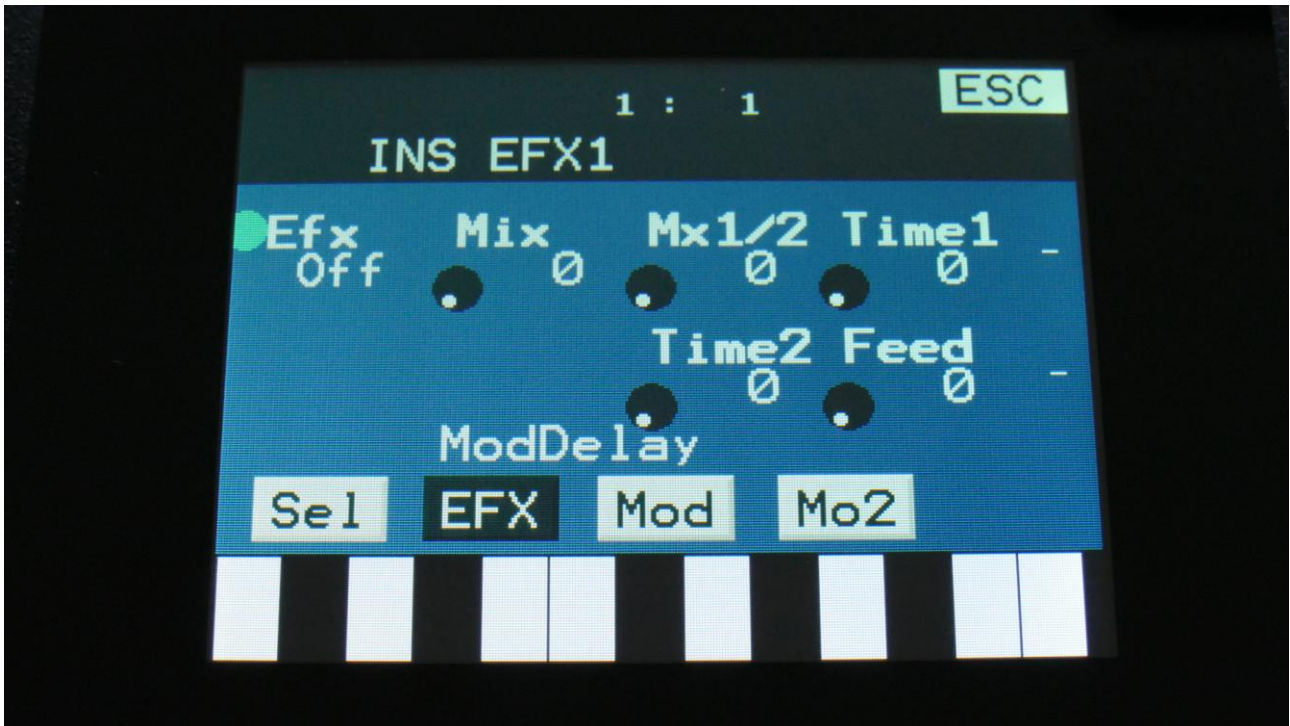 1 : 1 ESC
INS EFX1
Efx Mix Mx1/2 Time1
Off 0 0 0 -
Time2 Feed
0 0 -
ModDelay
Sel EFX Mod Mo2